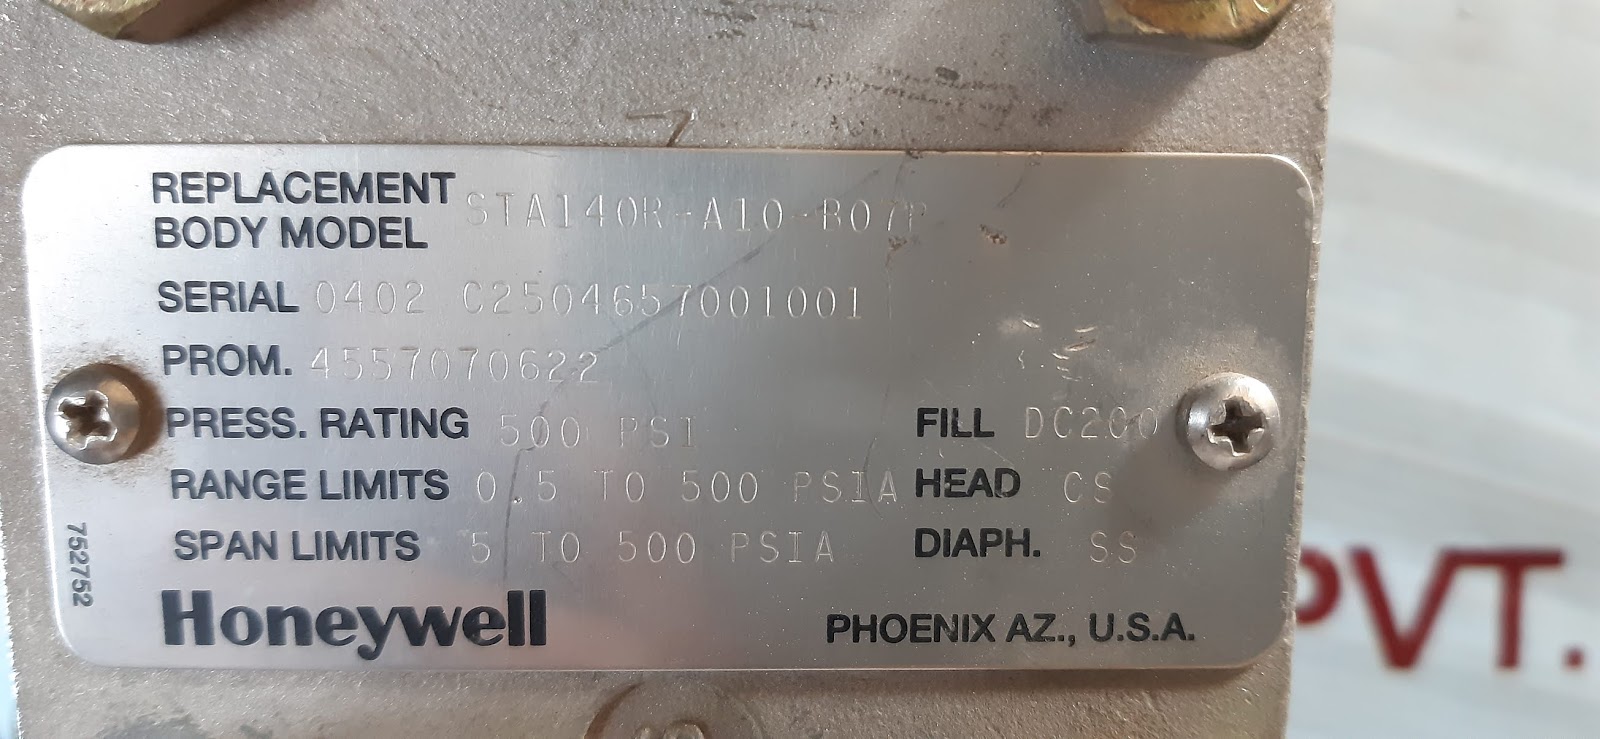 REPLACEMENT
BODY MODEL STA140R-A10-B07P
SERIAL 0402 C2504657001001
PROM. 4557070622
PRESS. RATING 500 PSI FILL DC200
RANGE LIMITS 0.5 TO 500 PSIA HEAD CS
SPAN LIMITS 5 TO 500 PSIA DIAPH. SS
752752
Honeywell PHOENIX AZ., U.S.A.
PVT.